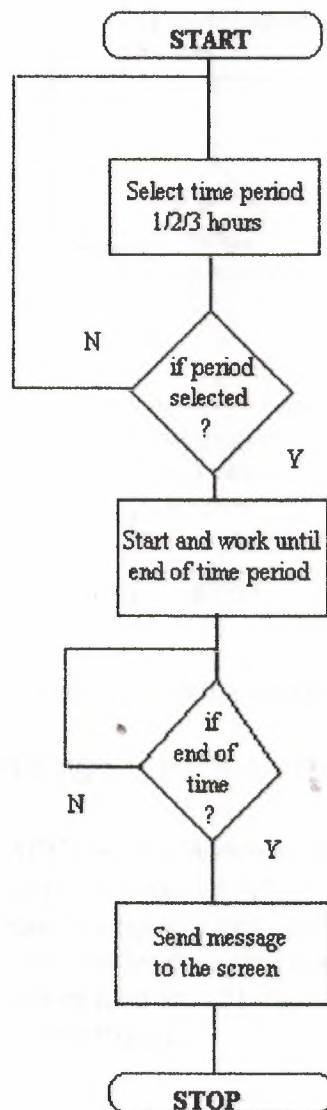 START
Select time period
1/2/3 hours
N
if period
selected
?
Y
Start and work until
end of time period
if
end of
time
?
N
Y
Send message
to the screen
STOP